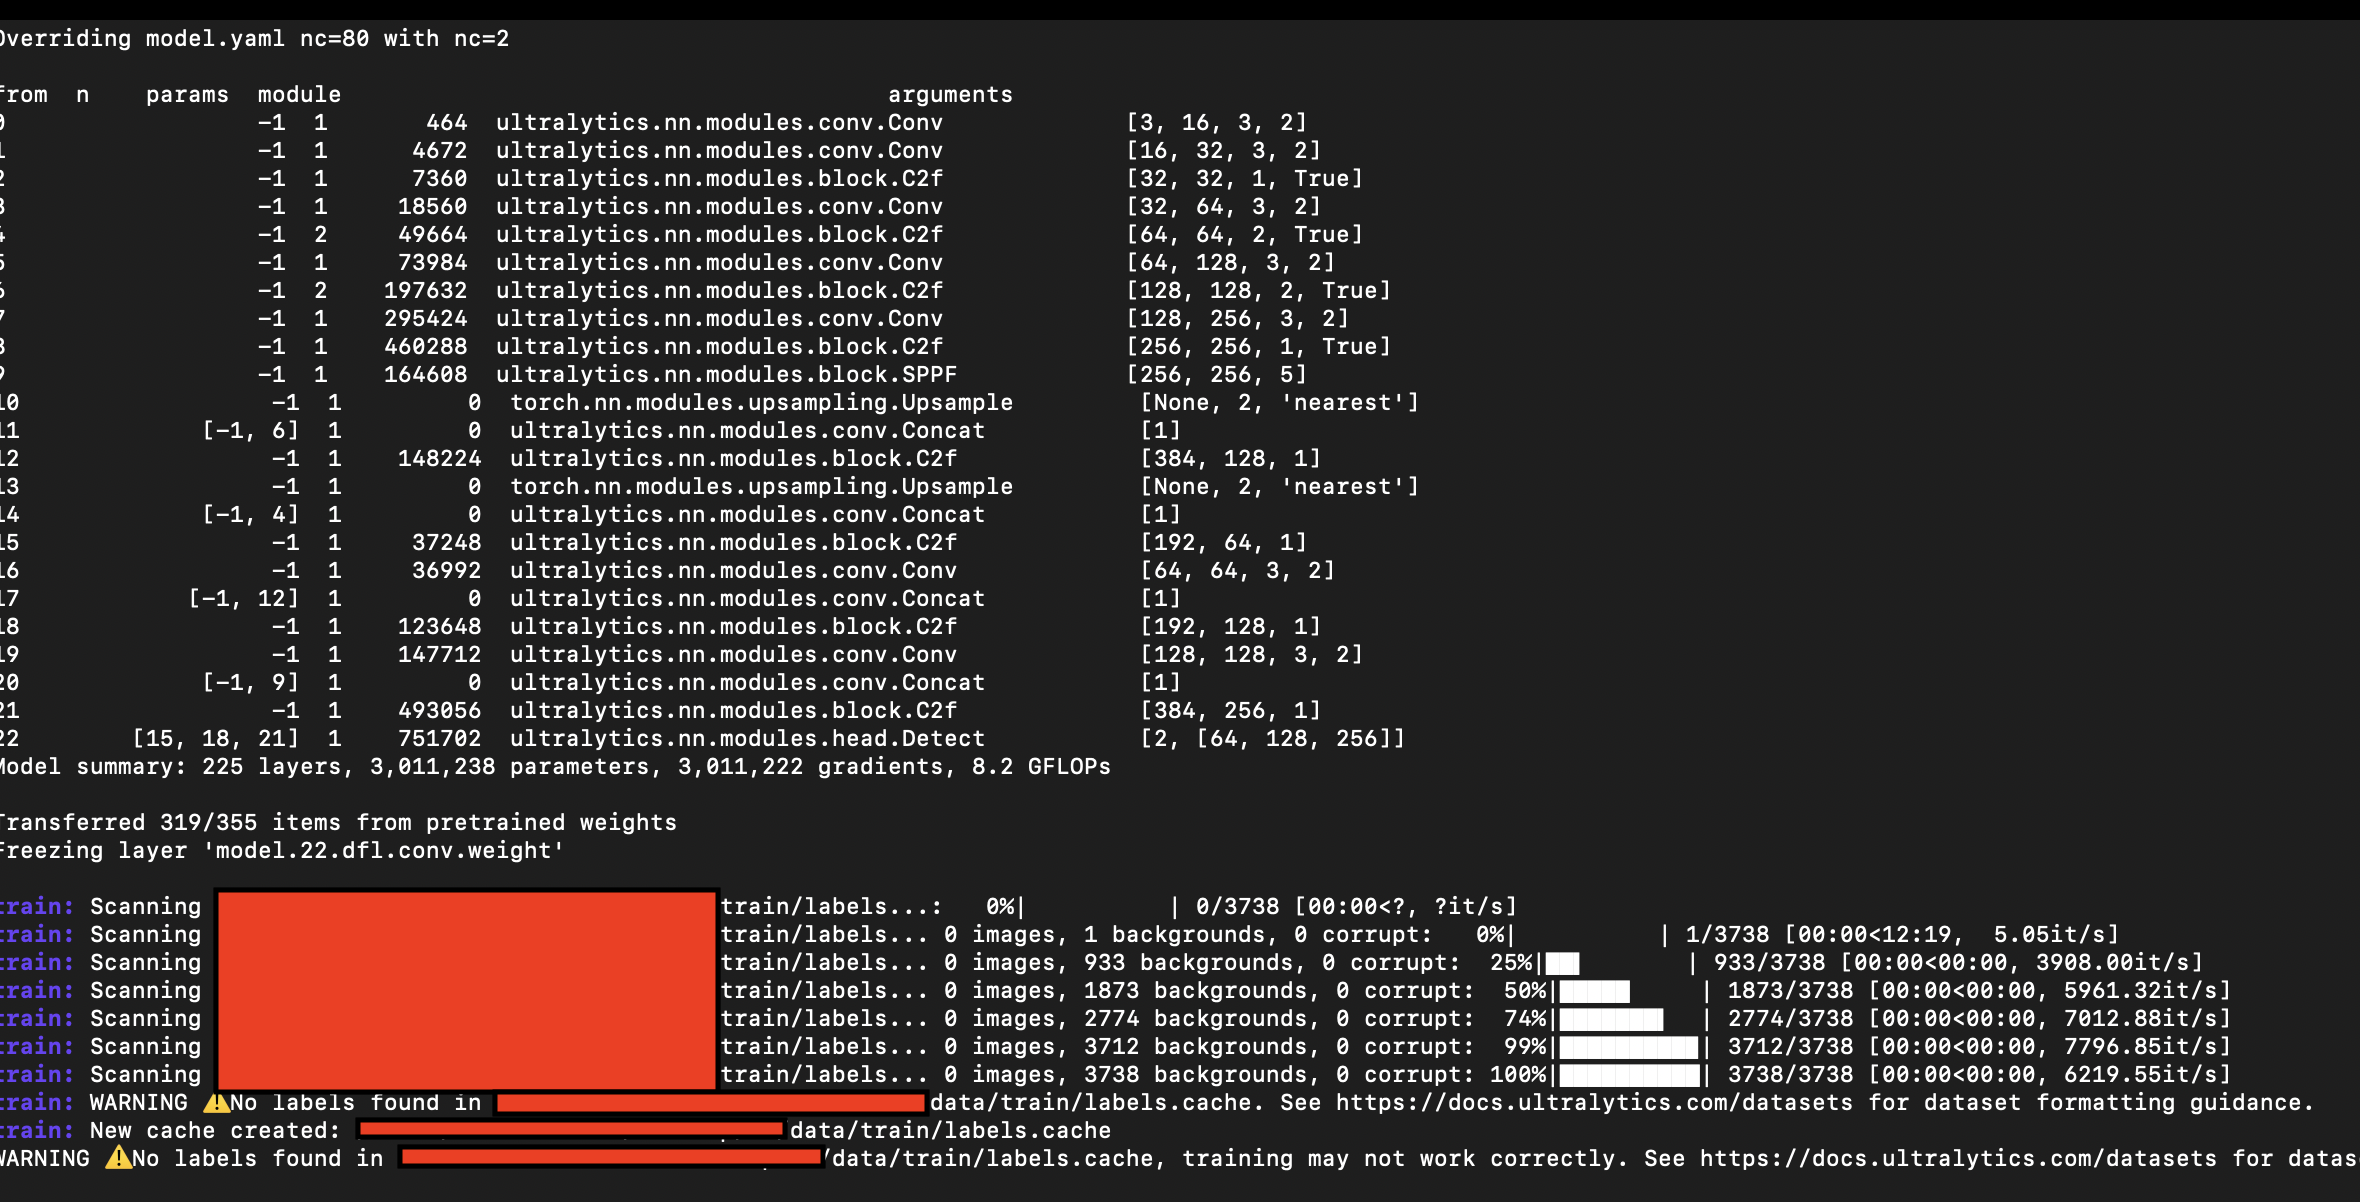 Overriding model.yaml nc=80 with nc=2
from n params module arguments
0 -1 1 464 ultralytics.nn.modules.conv.Conv [3, 16, 3, 2]
1 -1 1 4672 ultralytics.nn.modules.conv.Conv [16, 32, 3, 2]
2 -1 1 7360 ultralytics.nn.modules.block.C2f [32, 32, 1, True]
3 -1 1 18560 ultralytics.nn.modules.conv.Conv [32, 64, 3, 2]
4 -1 2 49664 ultralytics.nn.modules.block.C2f [64, 64, 2, True]
5 -1 1 73984 ultralytics.nn.modules.conv.Conv [64, 128, 3, 2]
6 -1 2 197632 ultralytics.nn.modules.block.C2f [128, 128, 2, True]
7 -1 1 295424 ultralytics.nn.modules.conv.Conv [128, 256, 3, 2]
8 -1 1 460288 ultralytics.nn.modules.block.C2f [256, 256, 1, True]
9 -1 1 164608 ultralytics.nn.modules.block.SPPF [256, 256, 5]
10 -1 1 0 torch.nn.modules.upsampling.Upsample [None, 2, 'nearest']
11 [-1, 6] 1 0 ultralytics.nn.modules.conv.Concat [1]
12 -1 1 148224 ultralytics.nn.modules.block.C2f [384, 128, 1]
13 -1 1 0 torch.nn.modules.upsampling.Upsample [None, 2, 'nearest']
14 [-1, 4] 1 0 ultralytics.nn.modules.conv.Concat [1]
15 -1 1 37248 ultralytics.nn.modules.block.C2f [192, 64, 1]
16 -1 1 36992 ultralytics.nn.modules.conv.Conv [64, 64, 3, 2]
17 [-1, 12] 1 0 ultralytics.nn.modules.conv.Concat [1]
18 -1 1 123648 ultralytics.nn.modules.block.C2f [192, 128, 1]
19 -1 1 147712 ultralytics.nn.modules.conv.Conv [128, 128, 3, 2]
20 [-1, 9] 1 0 ultralytics.nn.modules.conv.Concat [1]
21 -1 1 493056 ultralytics.nn.modules.block.C2f [384, 256, 1]
22 [15, 18, 21] 1 751702 ultralytics.nn.modules.head.Detect [2, [64, 128, 256]]
Model summary: 225 layers, 3,011,238 parameters, 3,011,222 gradients, 8.2 GFLOPs
Transferred 319/355 items from pretrained weights
Freezing layer 'model.22.dfl.conv.weight'
train: Scanning train/labels...: 0%| | 0/3738 [00:00<?, ?it/s]
train: Scanning train/labels... 0 images, 1 backgrounds, 0 corrupt: 0%| | 1/3738 [00:00<12:19, 5.05it/s]
train: Scanning train/labels... 0 images, 933 backgrounds, 0 corrupt: 25%|██▌ | 933/3738 [00:00<00:00, 3908.00it/s]
train: Scanning train/labels... 0 images, 1873 backgrounds, 0 corrupt: 50%|█████ | 1873/3738 [00:00<00:00, 5961.32it/s]
train: Scanning train/labels... 0 images, 2774 backgrounds, 0 corrupt: 74%|███████▍ | 2774/3738 [00:00<00:00, 7012.88it/s]
train: Scanning train/labels... 0 images, 3712 backgrounds, 0 corrupt: 99%|█████████▉| 3712/3738 [00:00<00:00, 7796.85it/s]
train: Scanning train/labels... 0 images, 3738 backgrounds, 0 corrupt: 100%|██████████| 3738/3738 [00:00<00:00, 6219.55it/s]
train: WARNING ⚠️No labels found in data/train/labels.cache. See https://docs.ultralytics.com/datasets for dataset formatting guidance.
train: New cache created: data/train/labels.cache
WARNING ⚠️No labels found in /data/train/labels.cache, training may not work correctly. See https://docs.ultralytics.com/datasets for datas